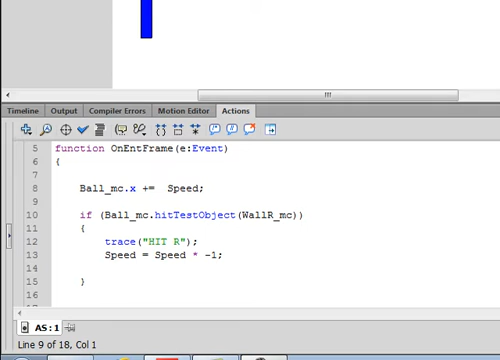 Timeline Output Compiler Errors Motion Editor Actions
5 function OnEntFrame(e:Event)
6 {
7
8 Ball_mc.x += Speed;
9
10 if (Ball_mc.hitTestObject(WallR_mc))
11 {
12 trace("HIT R");
13 Speed = Speed * -1;
14
15 }
16
AS : 1
Line 9 of 18, Col 1